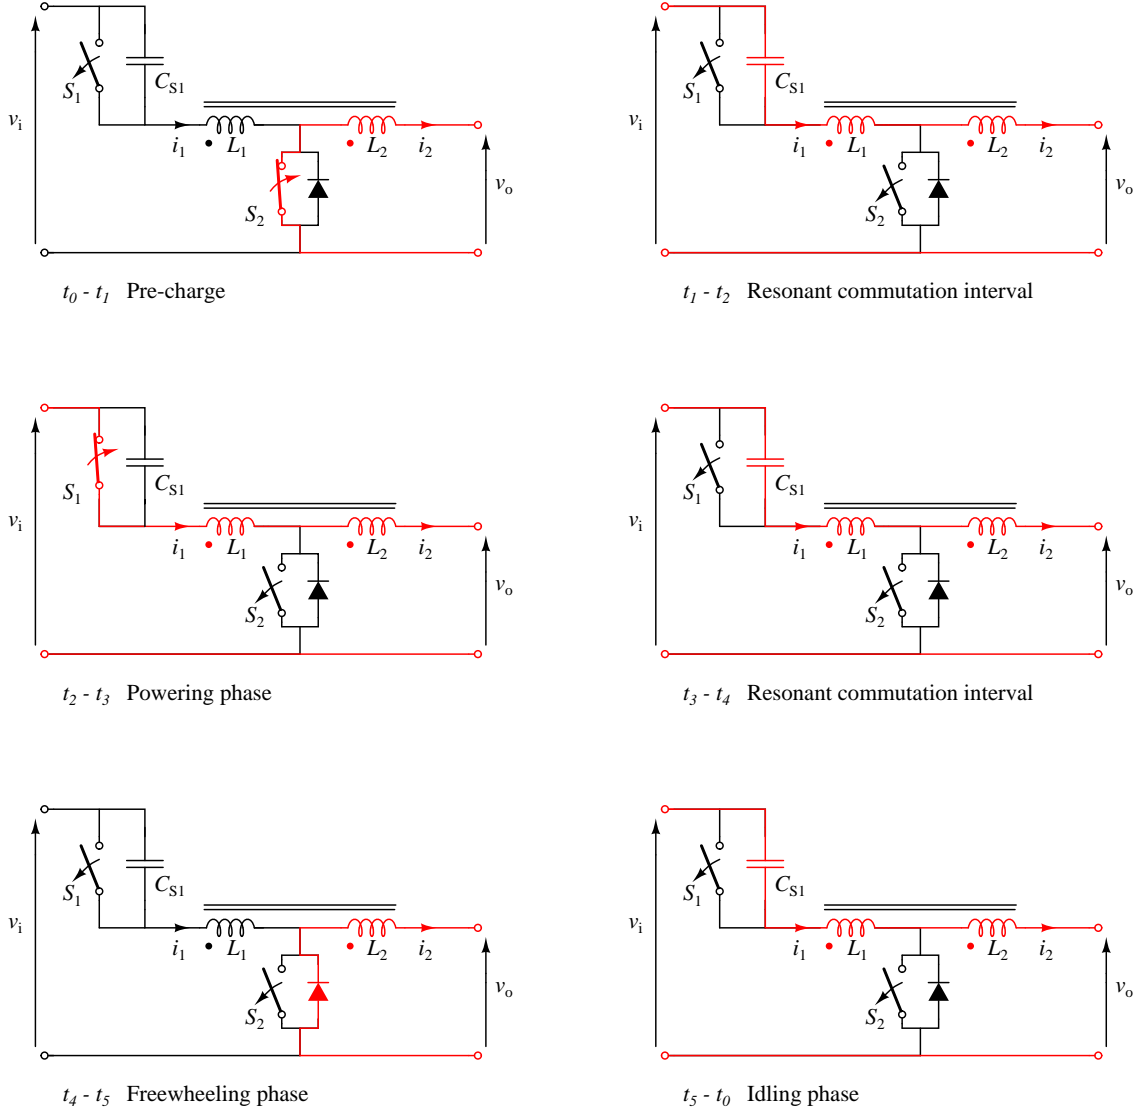 S1
CS1
vi
i1
L1
L2
i2
S2
vo
t0 - t1 Pre-charge
S1
CS1
vi
i1
L1
L2
i2
S2
vo
t1 - t2 Resonant commutation interval
S1
CS1
vi
i1
L1
L2
i2
S2
vo
t2 - t3 Powering phase
S1
CS1
vi
i1
L1
L2
i2
S2
vo
t3 - t4 Resonant commutation interval
S1
CS1
vi
i1
L1
L2
i2
S2
vo
t4 - t5 Freewheeling phase
S1
CS1
vi
i1
L1
L2
i2
S2
vo
t5 - t0 Idling phase